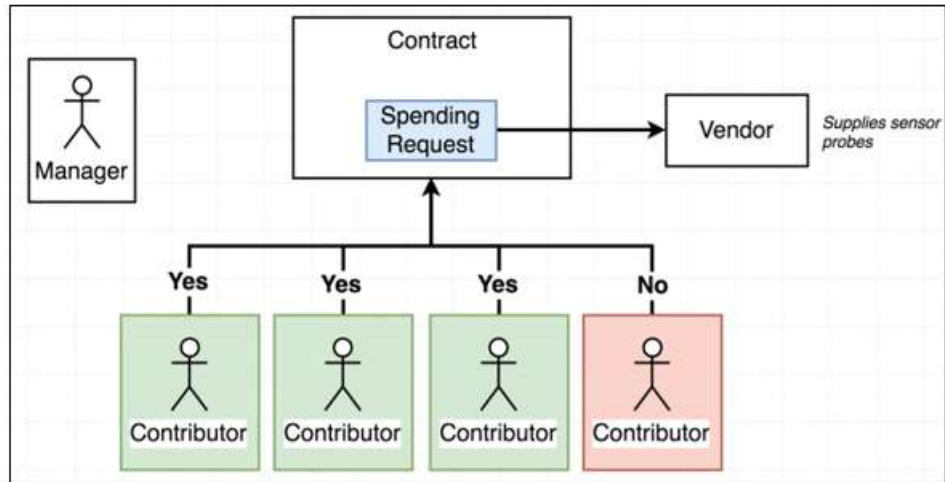 Contract
Manager
Spending
Request
Vendor
Supplies sensor
probes
Yes
Yes
Yes
No
Contributor
Contributor
Contributor
Contributor